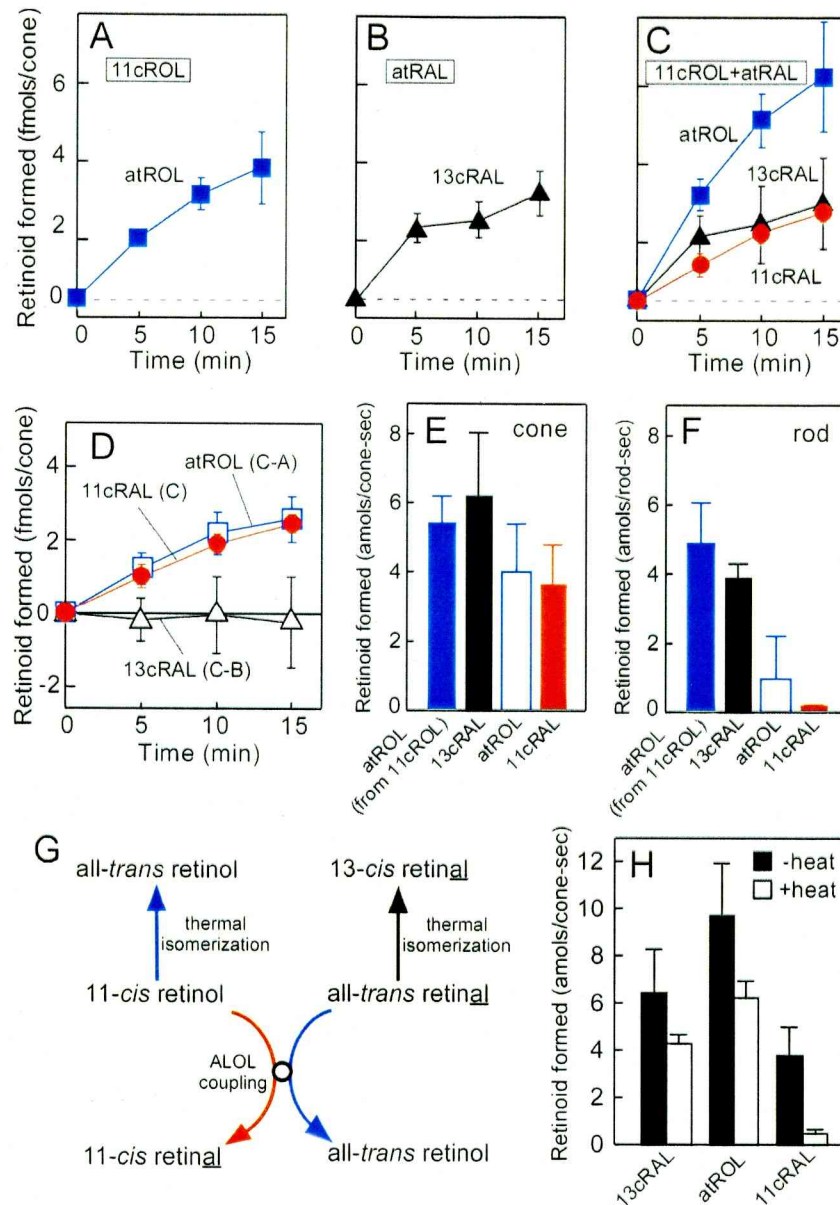 A
11cROL
atROL
Retinoid formed (fmols/cone)
6
4
2
0
0 5 10 15
Time (min)
B
atRAL
13cRAL
0 5 10 15
Time (min)
C
11cROL+atRAL
atROL
13cRAL
11cRAL
0 5 10 15
Time (min)
D
atROL (C-A)
11cRAL (C)
13cRAL (C-B)
Retinoid formed (fmols/cone)
4
2
0
-2
0 5 10 15
Time (min)
E
cone
Retinoid formed (amols/cone-sec)
8
6
4
2
0
atROL
(from 11cROL)
13cRAL
atROL
11cRAL
F
rod
Retinoid formed (amols/rod-sec)
8
6
4
2
0
atROL
(from 11cROL)
13cRAL
atROL
11cRAL
G
all-trans retinol
13-cis retinal
thermal
isomerization
thermal
isomerization
11-cis retinol
all-trans retinal
ALOL
coupling
11-cis retinal
all-trans retinol
H
-heat
+heat
Retinoid formed (amols/cone-sec)
12
10
8
6
4
2
0
13cRAL
atROL
11cRAL